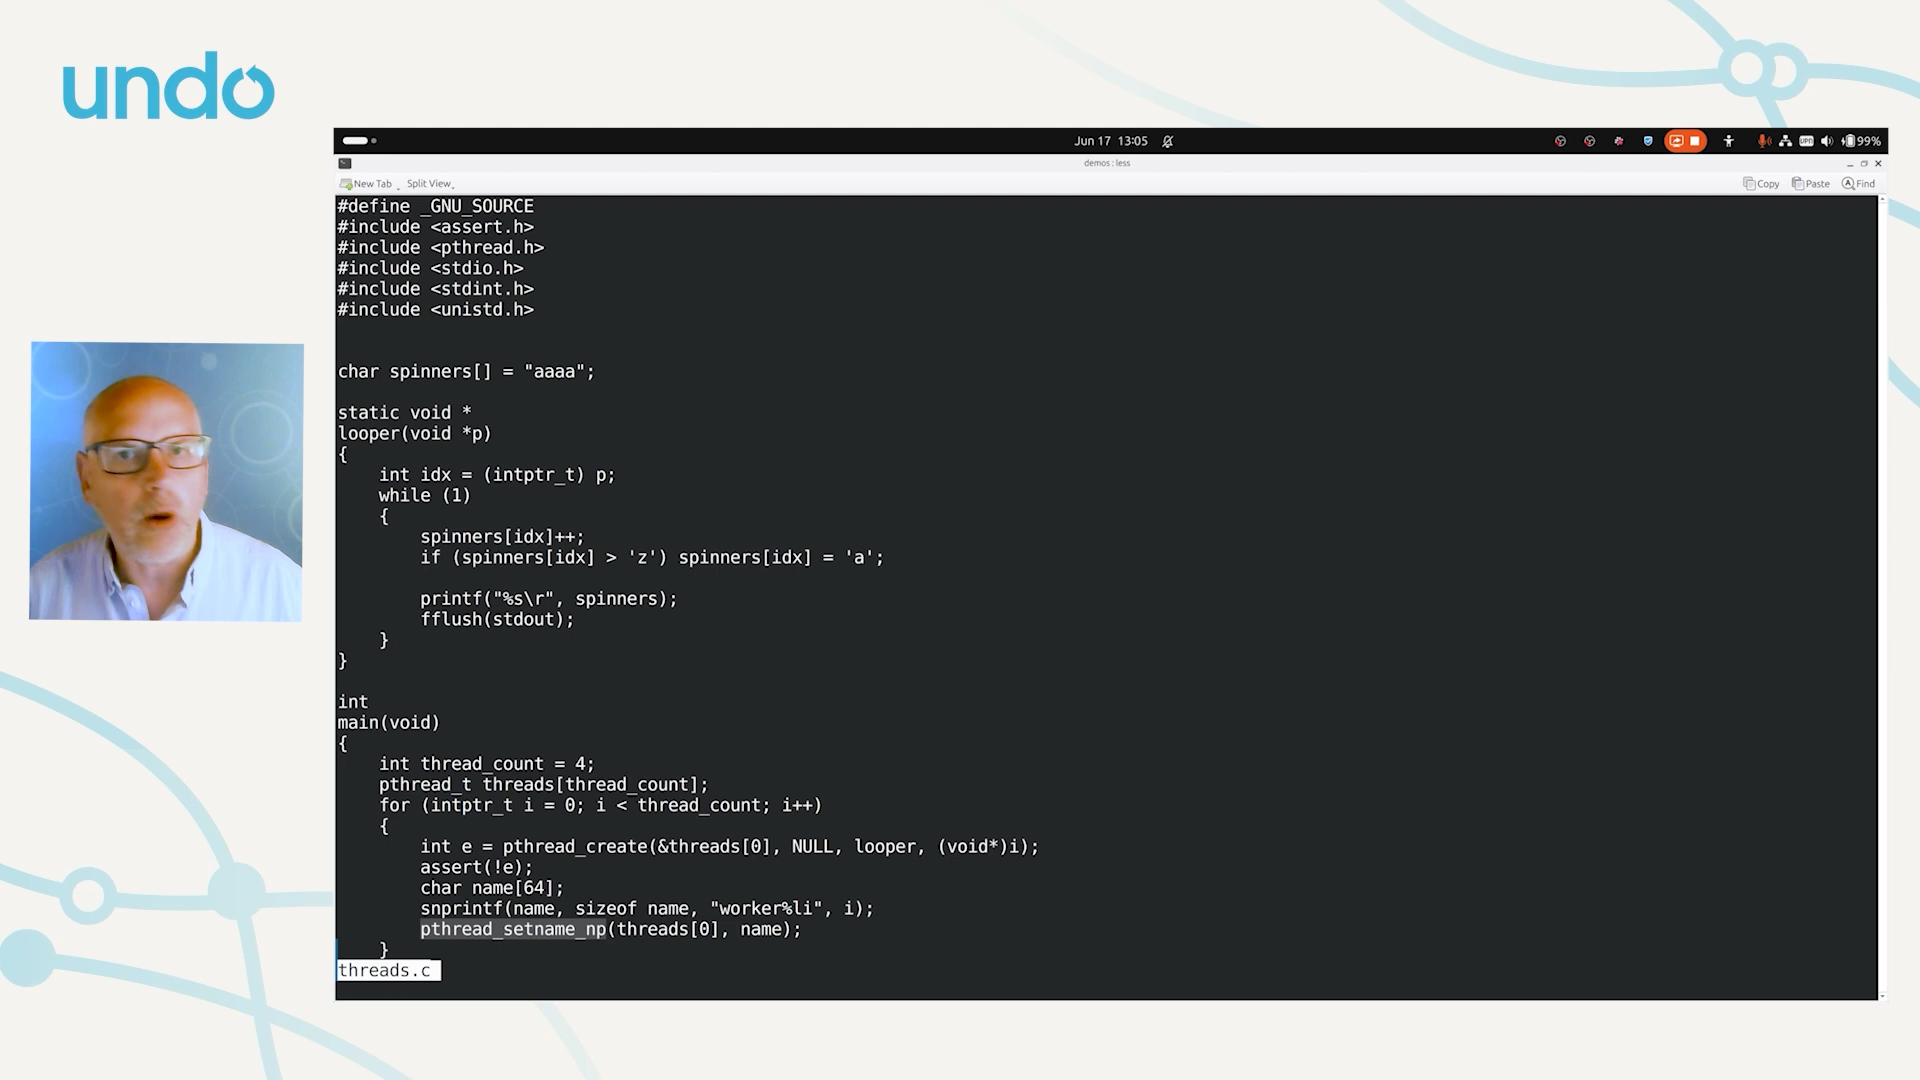 undo
Jun 17 13:05
99%
demos : less
New Tab Split View
Copy Paste Find
#define _GNU_SOURCE
#include <assert.h>
#include <pthread.h>
#include <stdio.h>
#include <stdint.h>
#include <unistd.h>
char spinners[] = "aaaa";
static void *
looper(void *p)
{
    int idx = (intptr_t) p;
    while (1)
    {
        spinners[idx]++;
        if (spinners[idx] > 'z') spinners[idx] = 'a';
        printf("%s\r", spinners);
        fflush(stdout);
    }
}
int
main(void)
{
    int thread_count = 4;
    pthread_t threads[thread_count];
    for (intptr_t i = 0; i < thread_count; i++)
    {
        int e = pthread_create(&threads[0], NULL, looper, (void*)i);
        assert(!e);
        char name[64];
        snprintf(name, sizeof name, "worker%li", i);
        pthread_setname_np(threads[0], name);
    }
threads.c